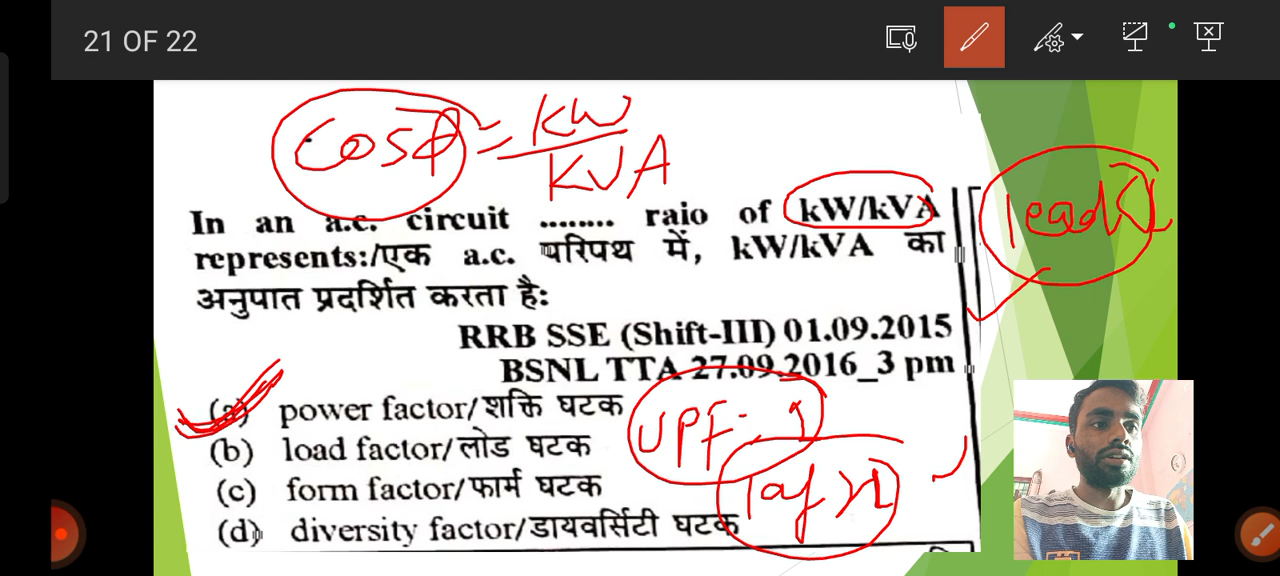 21 OF 22
cosφ = KW
KVA
In an a.c. circuit ........ raio of kW/kVA
represents:/एक a.c. परिपथ में, kW/kVA का
अनुपात प्रदर्शित करता है:
RRB SSE (Shift-III) 01.09.2015
BSNL TTA 27.09.2016_3 pm
(a) power factor/शक्ति घटक
(b) load factor/लोड घटक
(c) form factor/फार्म घटक
(d) diversity factor/डायवर्सिटी घटक
UPF- 1